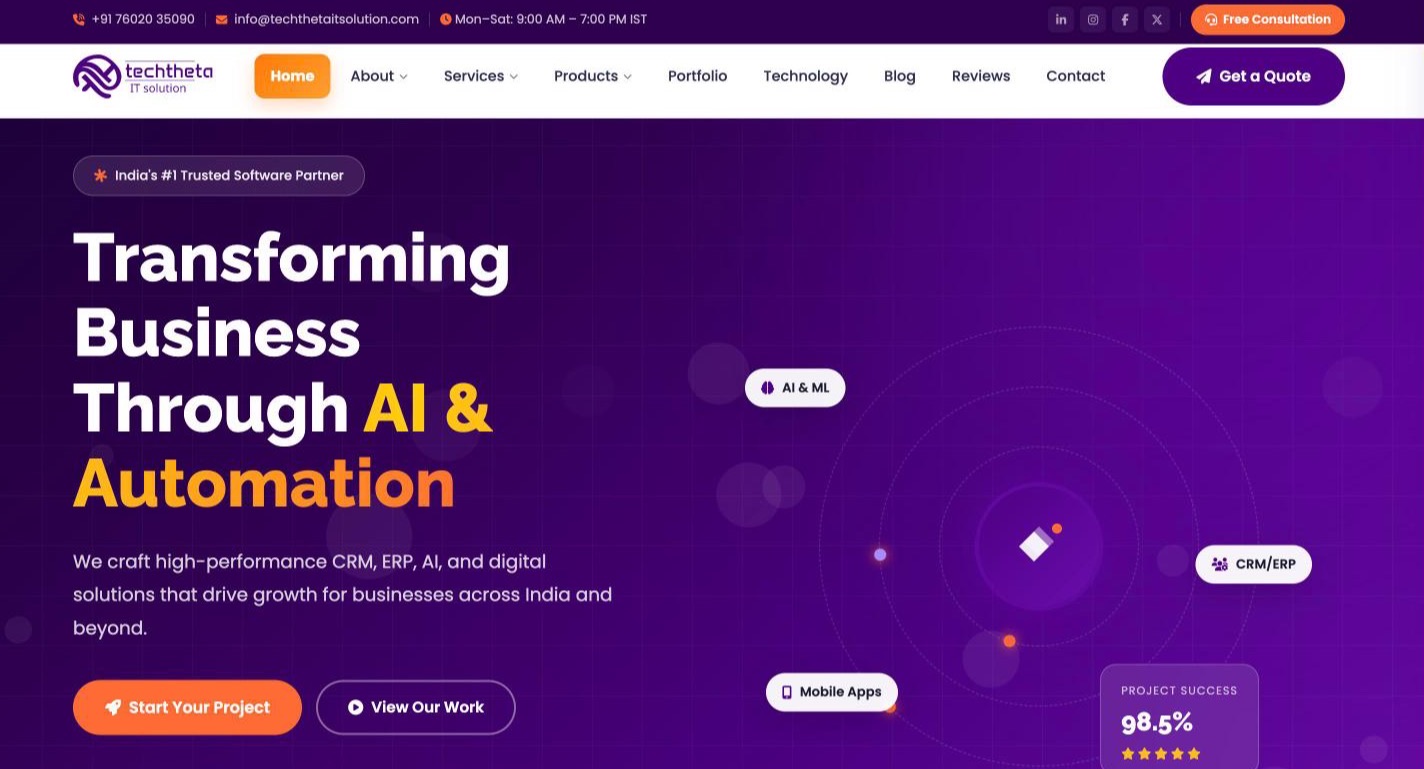 +91 76020 35090
info@techthetaitsolution.com
Mon–Sat: 9:00 AM – 7:00 PM IST
Free Consultation
techtheta
IT solution
Home
About
Services
Products
Portfolio
Technology
Blog
Reviews
Contact
Get a Quote
India's #1 Trusted Software Partner
Transforming
Business
Through AI &
Automation
We craft high-performance CRM, ERP, AI, and digital
solutions that drive growth for businesses across India and
beyond.
Start Your Project
View Our Work
AI & ML
CRM/ERP
Mobile Apps
PROJECT SUCCESS
98.5%